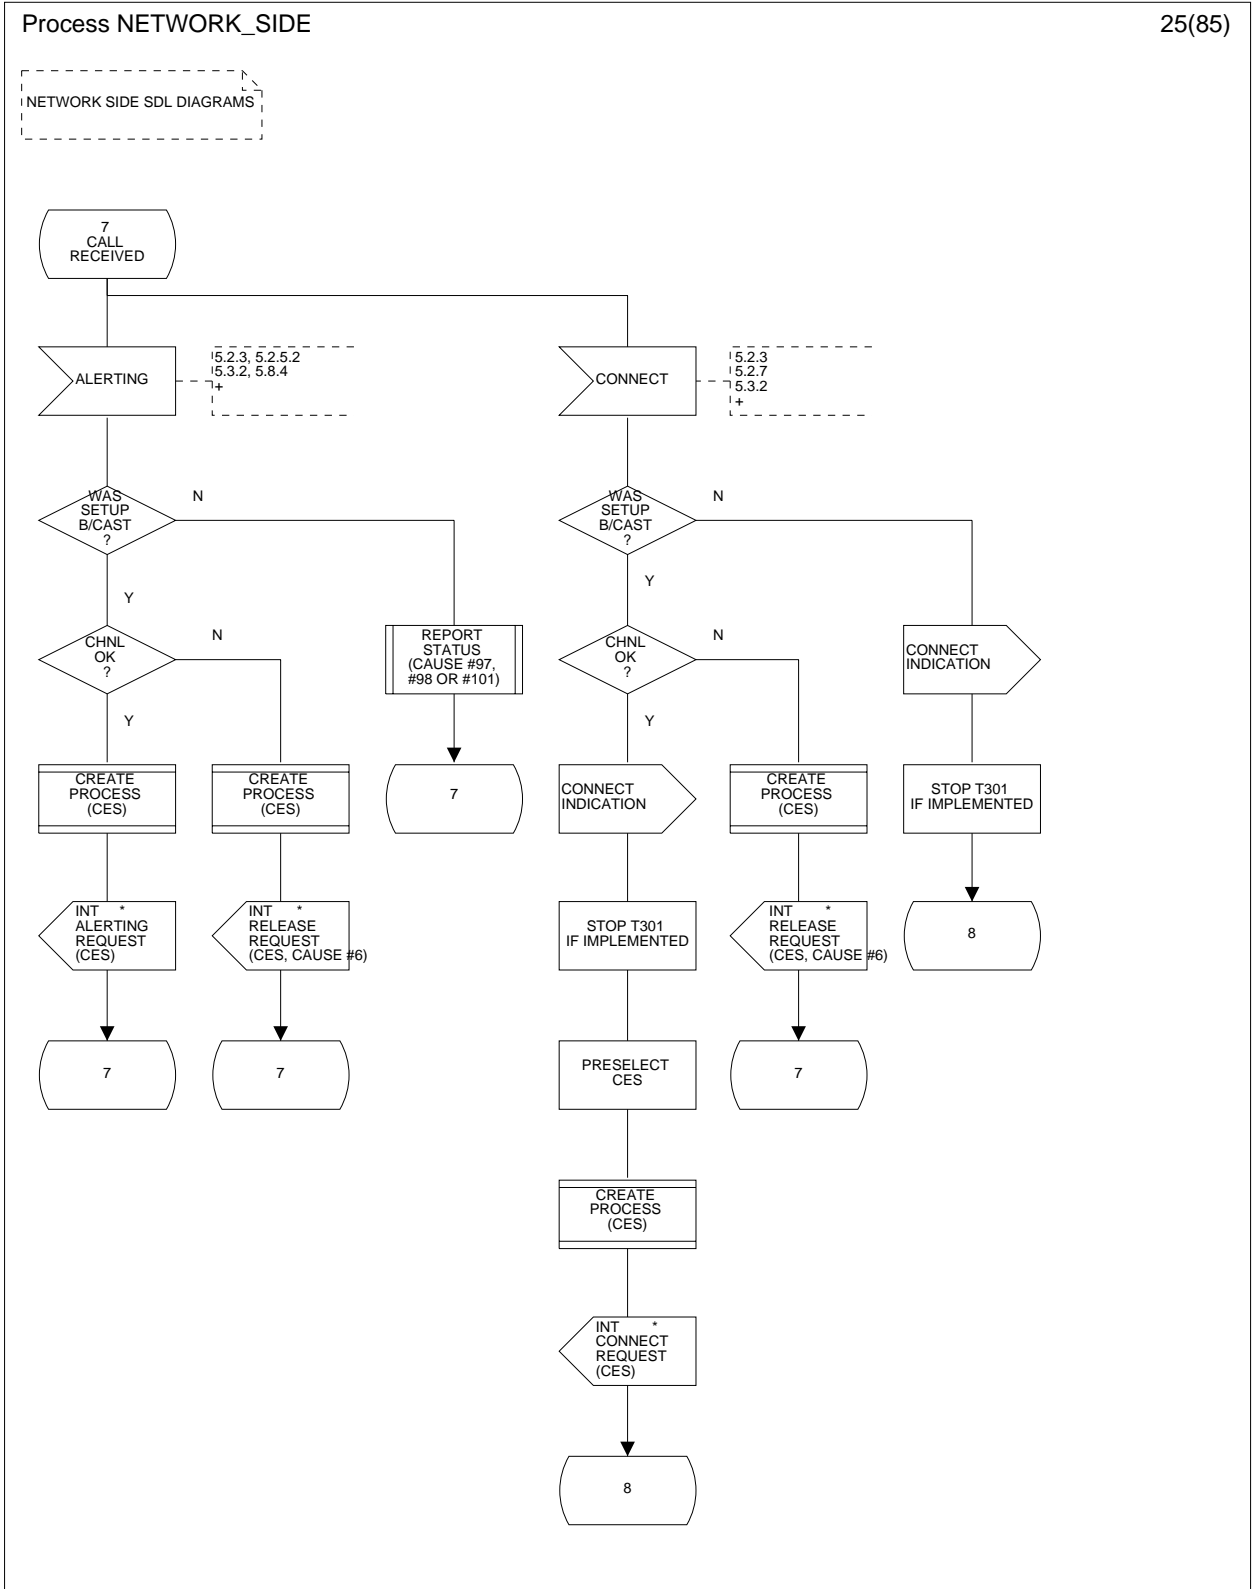 Process NETWORK_SIDE 25(85)
NETWORK SIDE SDL DIAGRAMS
7
CALL
RECEIVED
ALERTING
5.2.3, 5.2.5.2
5.3.2, 5.8.4
+
CONNECT
5.2.3
5.2.7
5.3.2
+
WAS
SETUP
B/CAST
?
N
Y
WAS
SETUP
B/CAST
?
N
Y
CHNL
OK
?
N
Y
REPORT
STATUS
(CAUSE #97,
#98 OR #101)
CHNL
OK
?
N
Y
CONNECT
INDICATION
CREATE
PROCESS
(CES)
CREATE
PROCESS
(CES)
7
CONNECT
INDICATION
CREATE
PROCESS
(CES)
STOP T301
IF IMPLEMENTED
INT *
ALERTING
REQUEST
(CES)
INT *
RELEASE
REQUEST
(CES, CAUSE #6)
STOP T301
IF IMPLEMENTED
INT *
RELEASE
REQUEST
(CES, CAUSE #6)
8
7
7
PRESELECT
CES
7
CREATE
PROCESS
(CES)
INT *
CONNECT
REQUEST
(CES)
8